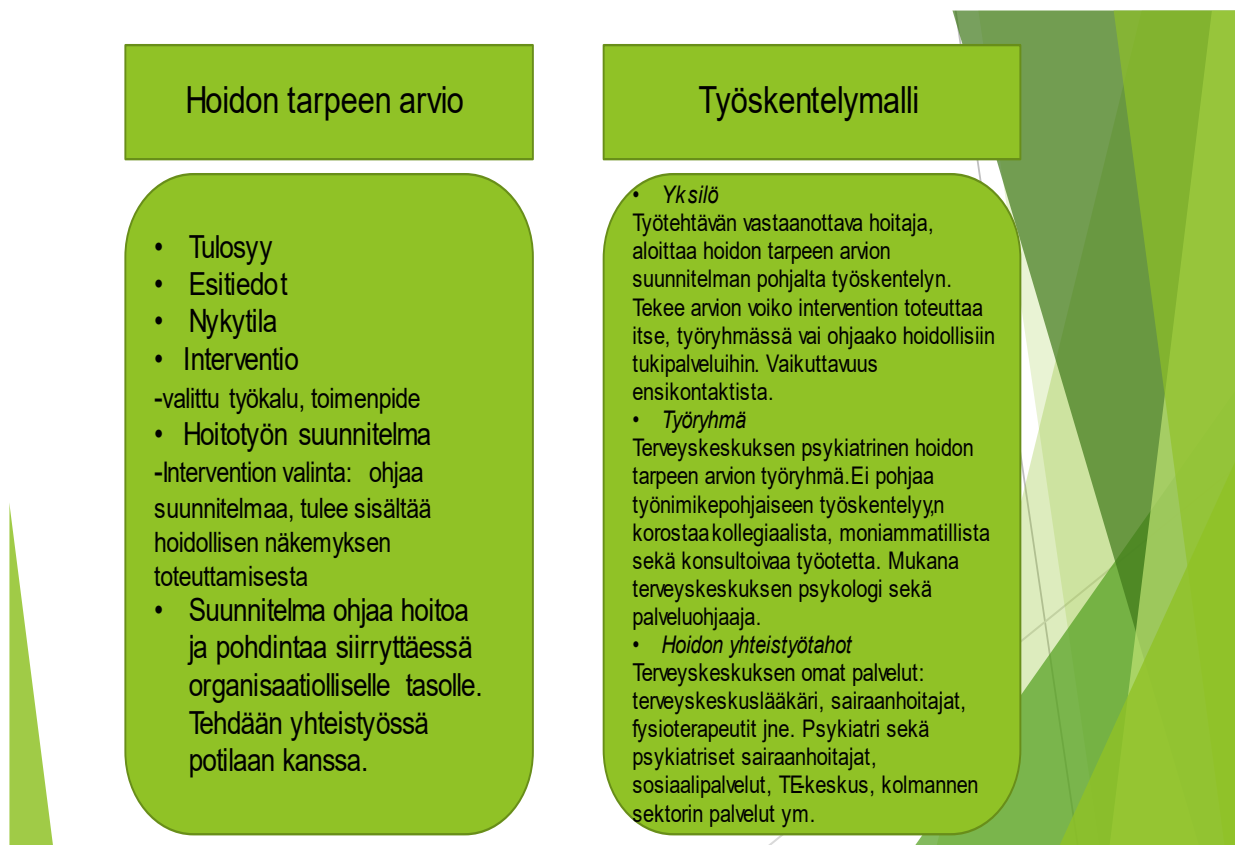 Hoidon tarpeen arvio
• Tulosyy
• Esitiedot
• Nykytila
• Interventio
-valittu työkalu, toimenpide
• Hoitotyön suunnitelma
-Intervention valinta: ohjaa
suunnitelmaa, tulee sisältää
hoidollisen näkemyksen
toteuttamisesta
• Suunnitelma ohjaa hoitoa
ja pohdintaa siirryttäessä
organisaatiolliselle tasolle.
Tehdään yhteistyössä
potilaan kanssa.
Työskentelymalli
• Yksilö
Työtehtävän vastaanottava hoitaja,
aloittaa hoidon tarpeen arvion
suunnitelman pohjalta työskentelyn.
Tekee arvion voiko intervention toteuttaa
itse, työryhmässä vai ohjaako hoidollisiin
tukipalveluihin. Vaikuttavuus
ensikontaktista.
• Työryhmä
Terveyskeskuksen psykiatrinen hoidon
tarpeen arvion työryhmä.Ei pohjaa
työnimikepohjaiseen työskentelyy,n
korostaa kollegiaalista, moniammatillista
sekä konsultoivaa työotetta. Mukana
terveyskeskuksen psykologi sekä
palveluohjaaja.
• Hoidon yhteistyötahot
Terveyskeskuksen omat palvelut:
terveyskeskuslääkäri, sairaanhoitajat,
fysioterapeutit jne. Psykiatri sekä
psykiatriset sairaanhoitajat,
sosiaalipalvelut, TE-keskus, kolmannen
sektorin palvelut ym.